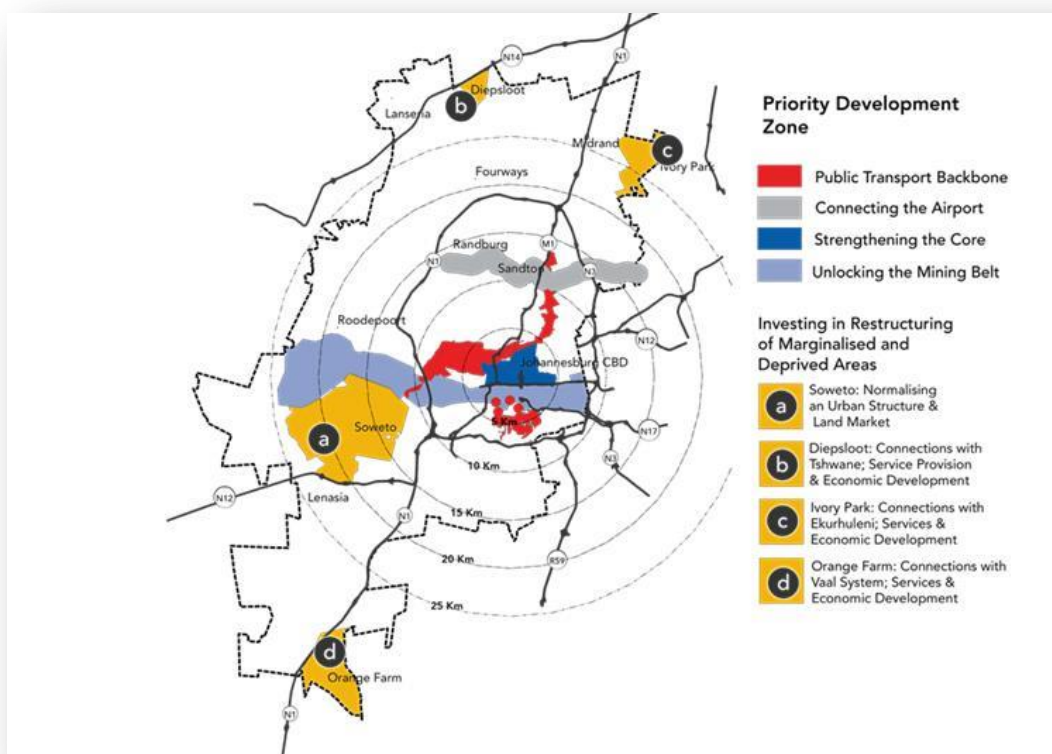 N14
N1
Diepsloot
b
Lanseria
Midrand
c
Ivory Park
Fourways
Randburg
M1
N1
Sandton
N3
Roodepoort
N12
Johannesburg CBD
Soweto
a
5 Km
N17
10 Km
N3
N12
Lenasia
N1
15 Km
20 Km
R59
25 Km
d
Orange Farm
N1
Priority Development
Zone
Public Transport Backbone
Connecting the Airport
Strengthening the Core
Unlocking the Mining Belt
Investing in Restructuring
of Marginalised and
Deprived Areas
a
Soweto: Normalising
an Urban Structure &
Land Market
b
Diepsloot: Connections with
Tshwane; Service Provision
& Economic Development
c
Ivory Park: Connections with
Ekurhuleni; Services &
Economic Development
d
Orange Farm: Connections with
Vaal System; Services &
Economic Development